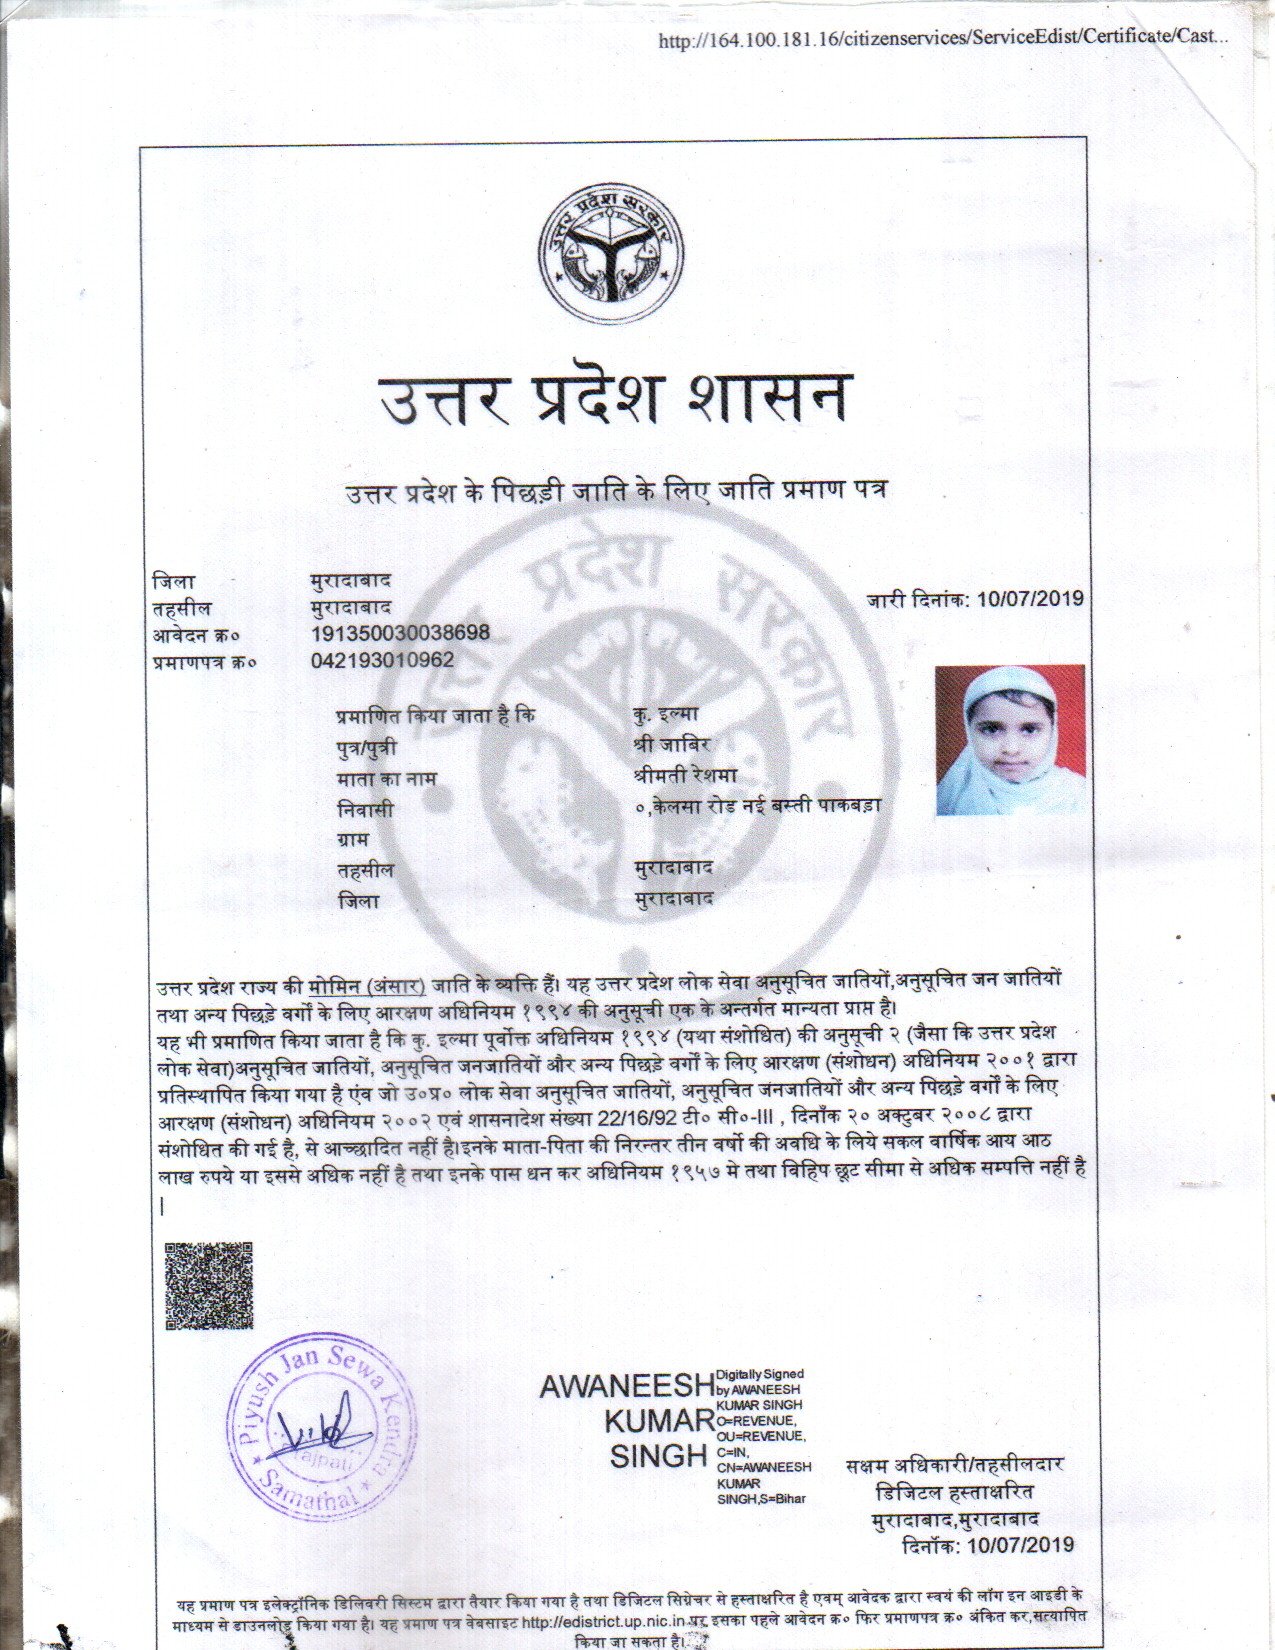 http://164.100.181.16/citizenservices/ServiceEdist/Certificate/Cast...
उत्तर प्रदेश सरकार
उत्तर प्रदेश शासन
उत्तर प्रदेश के पिछड़ी जाति के लिए जाति प्रमाण पत्र
जिला मुरादाबाद
तहसील मुरादाबाद
जारी दिनांक: 10/07/2019
आवेदन क्र० 191350030038698
प्रमाणपत्र क्र० 042193010962
उत्तर प्रदेश सरकार
प्रमाणित किया जाता है कि कु. इल्मा
पुत्र/पुत्री श्री जाबिर
माता का नाम श्रीमती रेशमा
निवासी ०,केलसा रोड नई बस्ती पाकबड़ा
ग्राम
तहसील मुरादाबाद
जिला मुरादाबाद
उत्तर प्रदेश राज्य की मोमिन (अंसार) जाति के व्यक्ति हैं। यह उत्तर प्रदेश लोक सेवा अनुसूचित जातियों,अनुसूचित जन जातियों
तथा अन्य पिछड़े वर्गों के लिए आरक्षण अधिनियम १९९४ की अनुसूची एक के अन्तर्गत मान्यता प्राप्त है।
यह भी प्रमाणित किया जाता है कि कु. इल्मा पूर्वोक्त अधिनियम १९९४ (यथा संशोधित) की अनुसूची २ (जैसा कि उत्तर प्रदेश
लोक सेवा)अनुसूचित जातियों, अनुसूचित जनजातियों और अन्य पिछड़े वर्गों के लिए आरक्षण (संशोधन) अधिनियम २००१ द्वारा
प्रतिस्थापित किया गया है एंव जो उ०प्र० लोक सेवा अनुसूचित जातियों, अनुसूचित जनजातियों और अन्य पिछड़े वर्गों के लिए
आरक्षण (संशोधन) अधिनियम २००२ एवं शासनादेश संख्या 22/16/92 टी० सी०-III , दिनाँक २० अक्टुबर २००८ द्वारा
संशोधित की गई है, से आच्छादित नहीं है।इनके माता-पिता की निरन्तर तीन वर्षो की अवधि के लिये सकल वार्षिक आय आठ
लाख रुपये या इससे अधिक नहीं है तथा इनके पास धन कर अधिनियम १९५७ मे तथा विहिप छूट सीमा से अधिक सम्पत्ति नहीं है
|
Piyush Jan Sewa Kendra
Samathal
AWANEESH
KUMAR
SINGH
Digitally Signed
by AWANEESH
KUMAR SINGH
O=REVENUE,
OU=REVENUE,
C=IN,
CN=AWANEESH
KUMAR
SINGH,S=Bihar
सक्षम अधिकारी/तहसीलदार
डिजिटल हस्ताक्षरित
मुरादाबाद,मुरादाबाद
दिनॉक: 10/07/2019
यह प्रमाण पत्र इलेक्ट्रॉनिक डिलिवरी सिस्टम द्वारा तैयार किया गया है तथा डिजिटल सिग्नेचर से हस्ताक्षरित है एवम् आवेदक द्वारा स्वयं की लॉग इन आइडी के
माध्यम से डाउनलोड किया गया है। यह प्रमाण पत्र वेबसाइट http://edistrict.up.nic.in पर इसका पहले आवेदन क्र० फिर प्रमाणपत्र क्र० अंकित कर,सत्यापित
किया जा सकता है।